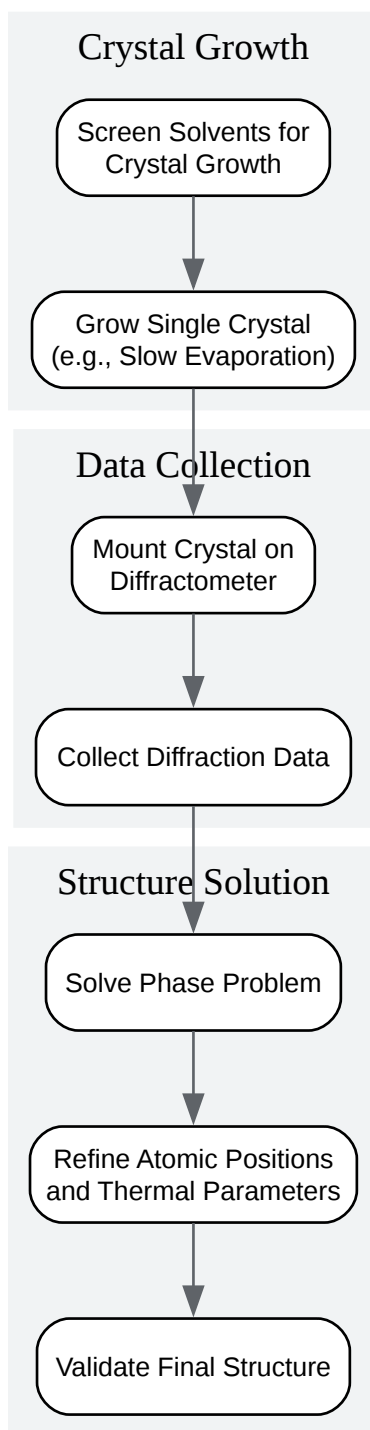 Crystal Growth
Screen Solvents for
Crystal Growth
Grow Single Crystal
(e.g., Slow Evaporation)
Data Collection
Mount Crystal on
Diffractometer
Collect Diffraction Data
Structure Solution
Solve Phase Problem
Refine Atomic Positions
and Thermal Parameters
Validate Final Structure